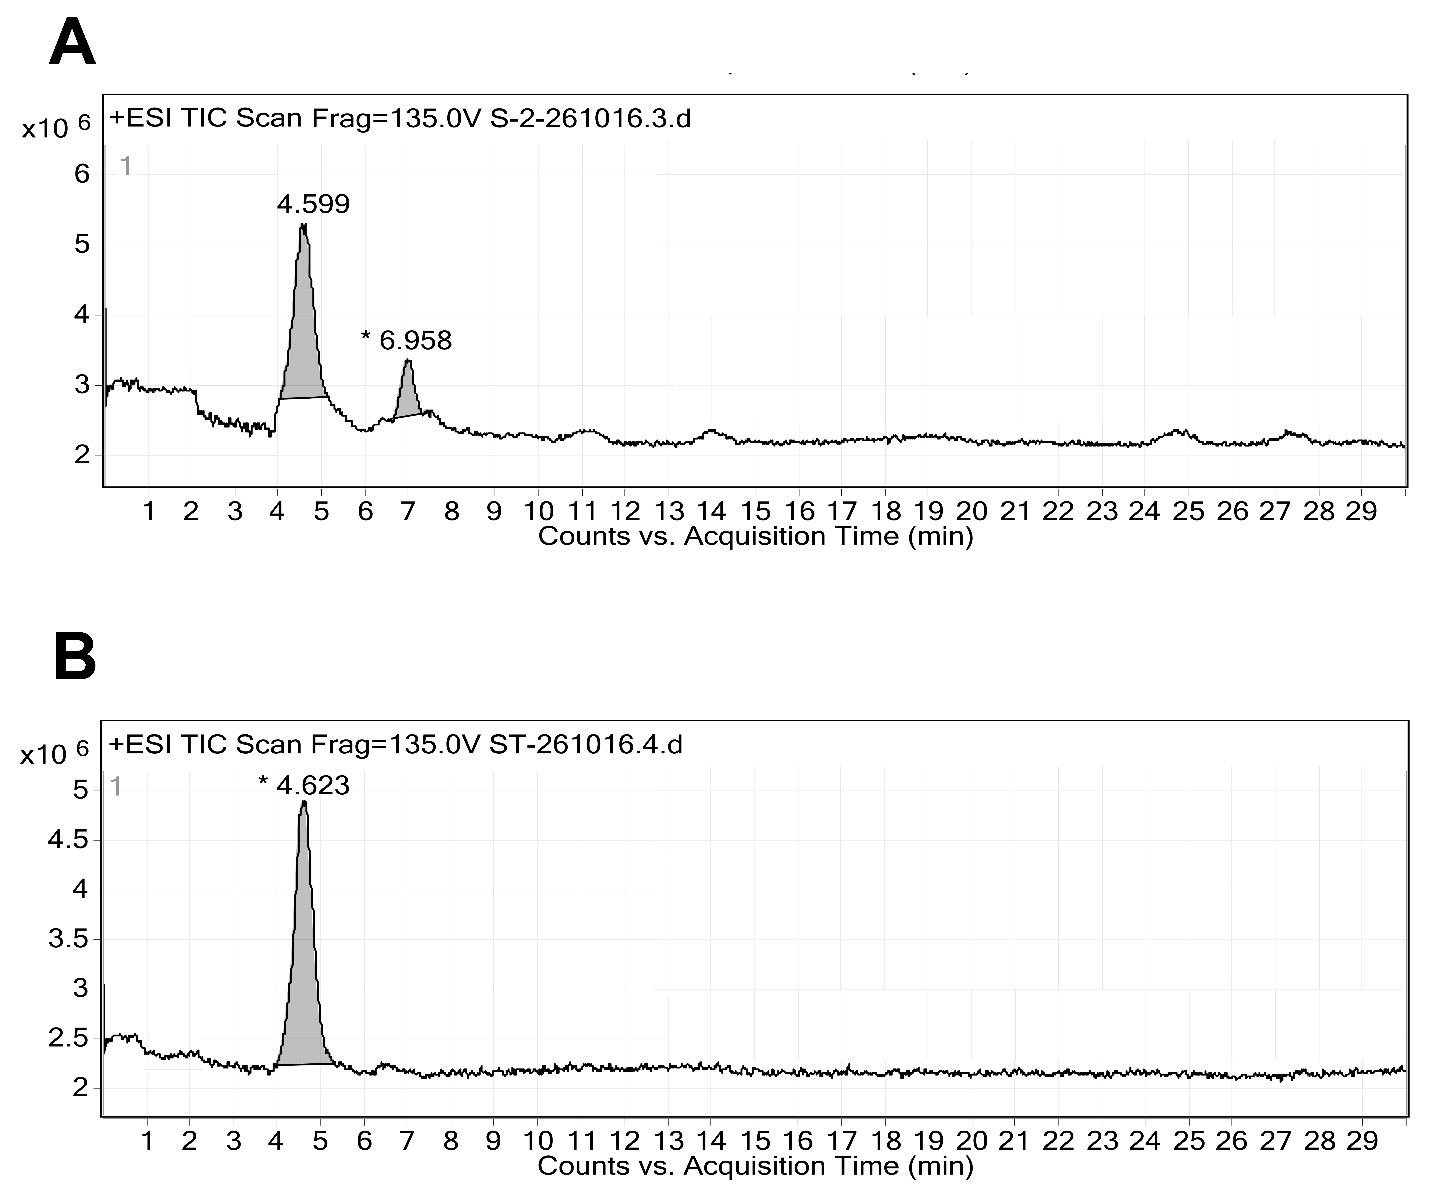 A
+ESI TIC Scan Frag=135.0V S-2-261016.3.d
x10 6
1
6
4.599
5
4
* 6.958
3
2
1 2 3 4 5 6 7 8 9 10 11 12 13 14 15 16 17 18 19 20 21 22 23 24 25 26 27 28 29
Counts vs. Acquisition Time (min)
B
+ESI TIC Scan Frag=135.0V ST-261016.4.d
x10 6
* 4.623
5
1
4.5
4
3.5
3
2.5
2
1 2 3 4 5 6 7 8 9 10 11 12 13 14 15 16 17 18 19 20 21 22 23 24 25 26 27 28 29
Counts vs. Acquisition Time (min)